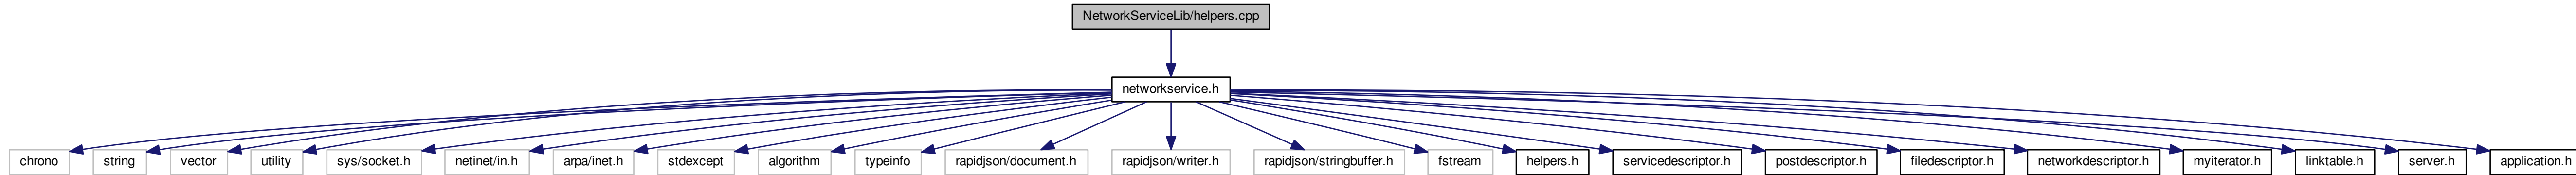 NetworkServiceLib/helpers.cpp
networkservice.h
chrono
string
vector
utility
sys/socket.h
netinet/in.h
arpa/inet.h
stdexcept
algorithm
typeinfo
rapidjson/document.h
rapidjson/writer.h
rapidjson/stringbuffer.h
fstream
helpers.h
servicedescriptor.h
postdescriptor.h
filedescriptor.h
networkdescriptor.h
myiterator.h
linktable.h
server.h
application.h